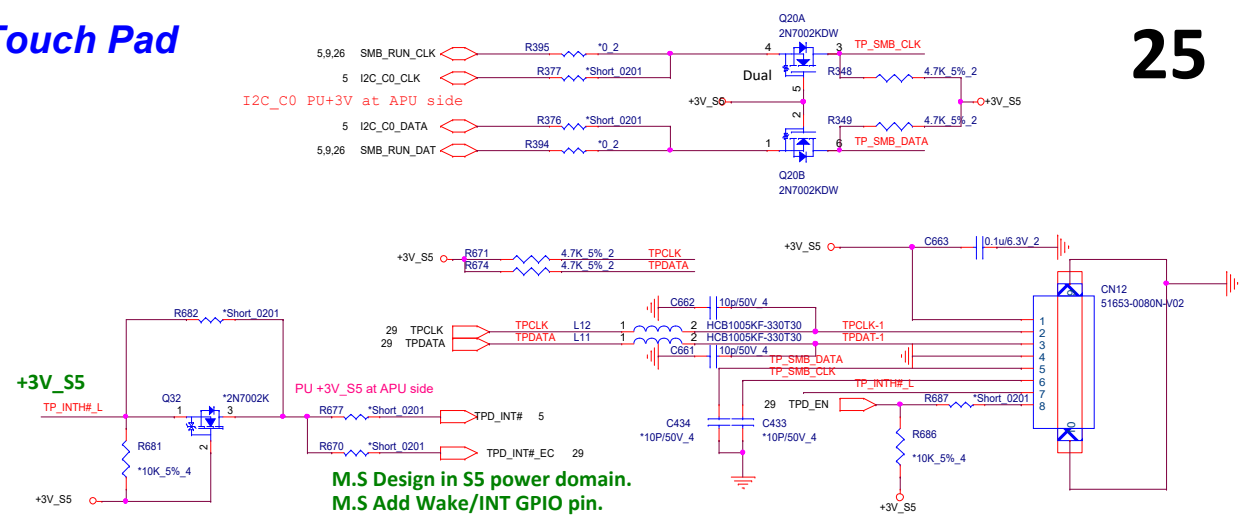 Touch Pad
25
Q20A
2N7002KDW
5,9,26 SMB_RUN_CLK R395 *0_2 4 3 TP_SMB_CLK
5 I2C_C0_CLK R377 *Short_0201 Dual 5 R348 4.7K_5%_2
I2C_C0 PU+3V at APU side
+3V_S5 +3V_S5
2
5 I2C_C0_DATA R376 *Short_0201 R349 4.7K_5%_2
5,9,26 SMB_RUN_DAT R394 *0_2 1 6 TP_SMB_DATA
Q20B
2N7002KDW
+3V_S5 R671 4.7K_5%_2 TPCLK
R674 4.7K_5%_2 TPDATA
+3V_S5 C663 0.1u/6.3V_2
CN12
51653-0080N-V02
9
C662 10p/50V_4
29 TPCLK TPCLK L12 1 2 HCB1005KF-330T30 TPCLK-1
29 TPDATA TPDATA L11 1 2 HCB1005KF-330T30 TPDAT-1
C661 10p/50V_4
TP_SMB_DATA
TP_SMB_CLK
TP_INTH#_L
1
2
3
4
5
6
7
8
10
29 TPD_EN R687 *Short_0201
C434 C433
*10P/50V_4 *10P/50V_4
R686
*10K_5%_4
+3V_S5
R682 *Short_0201
+3V_S5
TP_INTH#_L
Q32 *2N7002K
1 3
2
PU +3V_S5 at APU side
R677 *Short_0201 TPD_INT# 5
R670 *Short_0201 TPD_INT#_EC 29
R681
*10K_5%_4
+3V_S5
M.S Design in S5 power domain.
M.S Add Wake/INT GPIO pin.